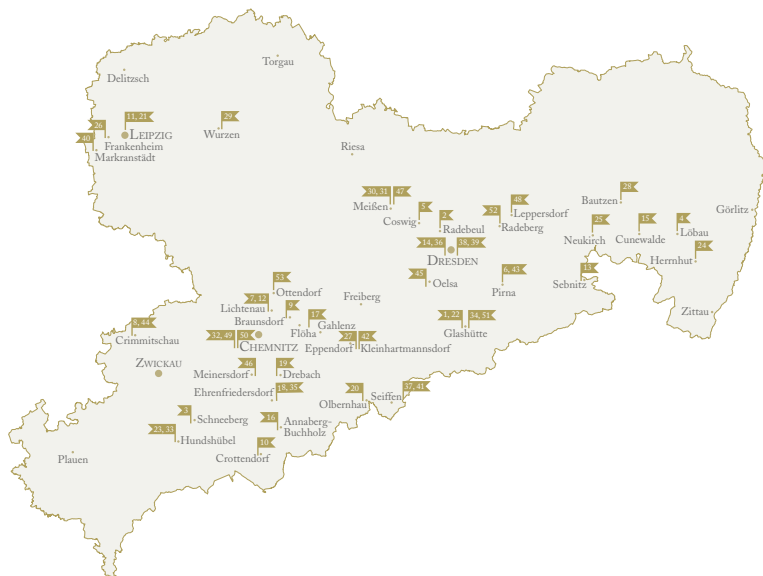 Torgau
Delitzsch
11, 21
29
26
LEIPZIG
40
Wurzen
Frankenheim
Markranstädt
Riesa
30, 31
47
48
28
Meißen
5
2
52
Leppersdorf
Bautzen
Görlitz
Coswig
Radebeul
Radeberg
25
15
4
14, 36
38, 39
Neukirch
Cunewalde
Löbau
24
DRESDEN
Herrnhut
45
6, 43
13
53
Oelsa
Pirna
Sebnitz
Ottendorf
7, 12
9
Freiberg
Lichtenau
17
1, 22
34, 51
Zittau
8, 44
Braunsdorf
Crimmitschau
32, 49
50
Flöha
Gahlenz
27
42
Glashütte
CHEMNITZ
Eppendorf
Kleinhartmannsdorf
ZWICKAU
46
19
Meinersdorf
Drebach
18, 35
20
37, 41
Ehrenfriedersdorf
Olbernhau
Seiffen
3
16
Schneeberg
Annaberg-
Buchholz
23, 33
Hundshübel
10
Plauen
Crottendorf